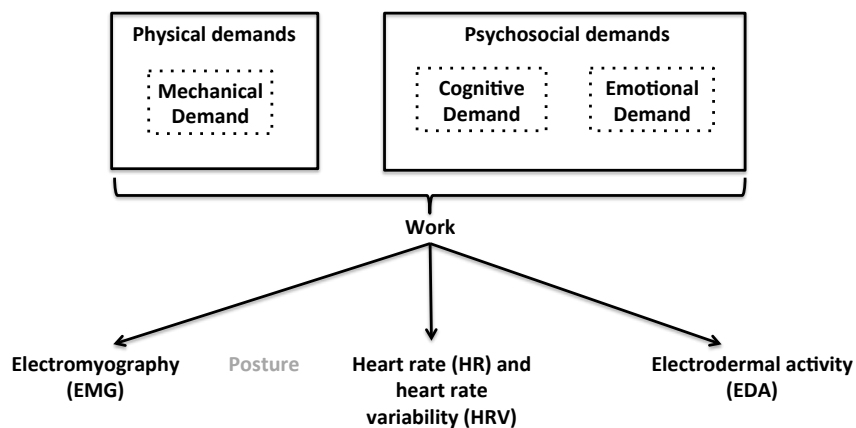 Physical demands
Psychosocial demands
Mechanical
Demand
Cognitive
Demand
Emotional
Demand
Work
Electromyography
(EMG)
Posture
Heart rate (HR) and
heart rate
variability (HRV)
Electrodermal activity
(EDA)